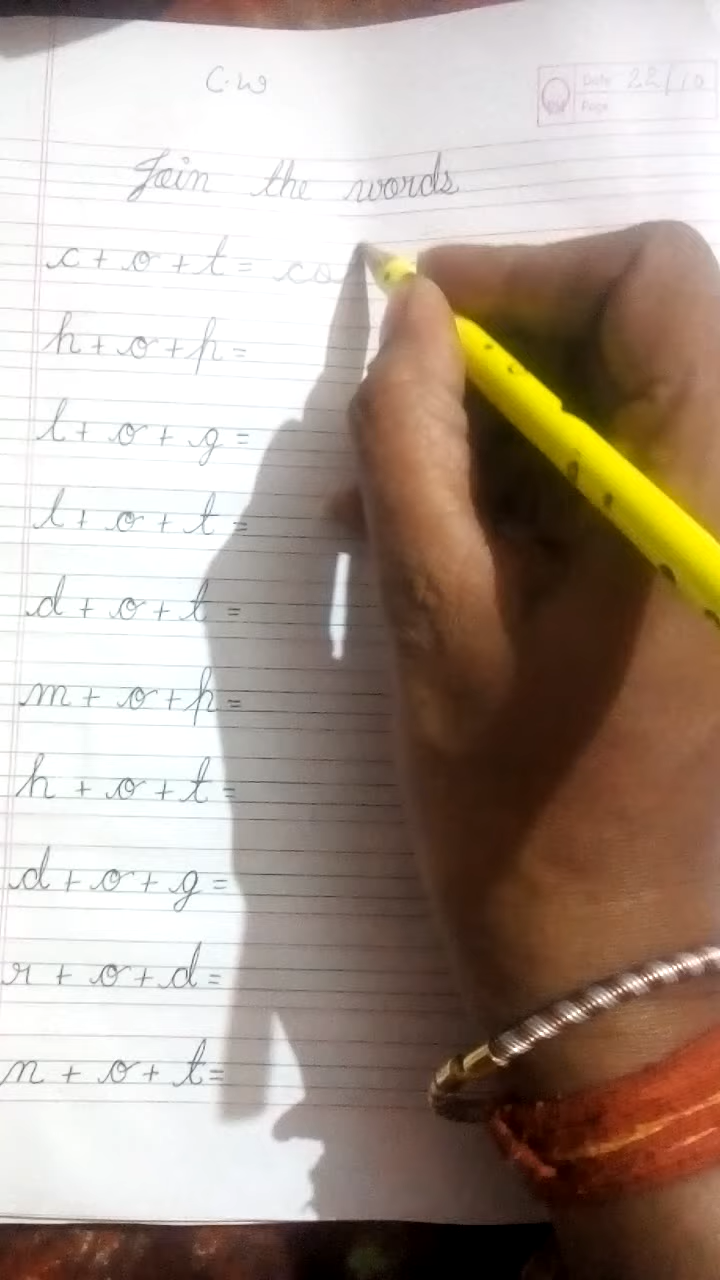 C.W
Date 22/10
Page
Join the words
c + o + t = co
h + o + p =
l + o + g =
l + o + t =
d + o + t =
m + o + p =
h + o + t =
d + o + g =
r + o + d =
n + o + t =